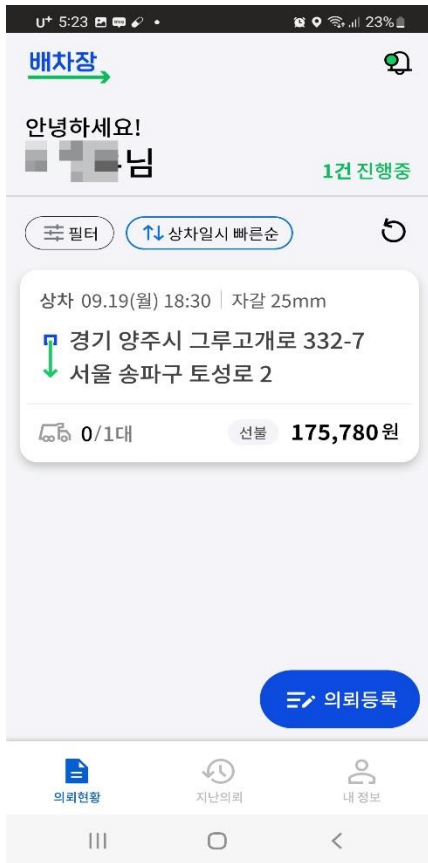 U+ 5:23 23%
배차장
안녕하세요!
님
1건 진행중
필터 상차일시 빠른순
상차 09.19(월) 18:30 자갈 25mm
경기 양주시 그루고개로 332-7
서울 송파구 토성로 2
0/1대 선불 175,780원
의뢰등록
의뢰현황 지난의뢰 내 정보